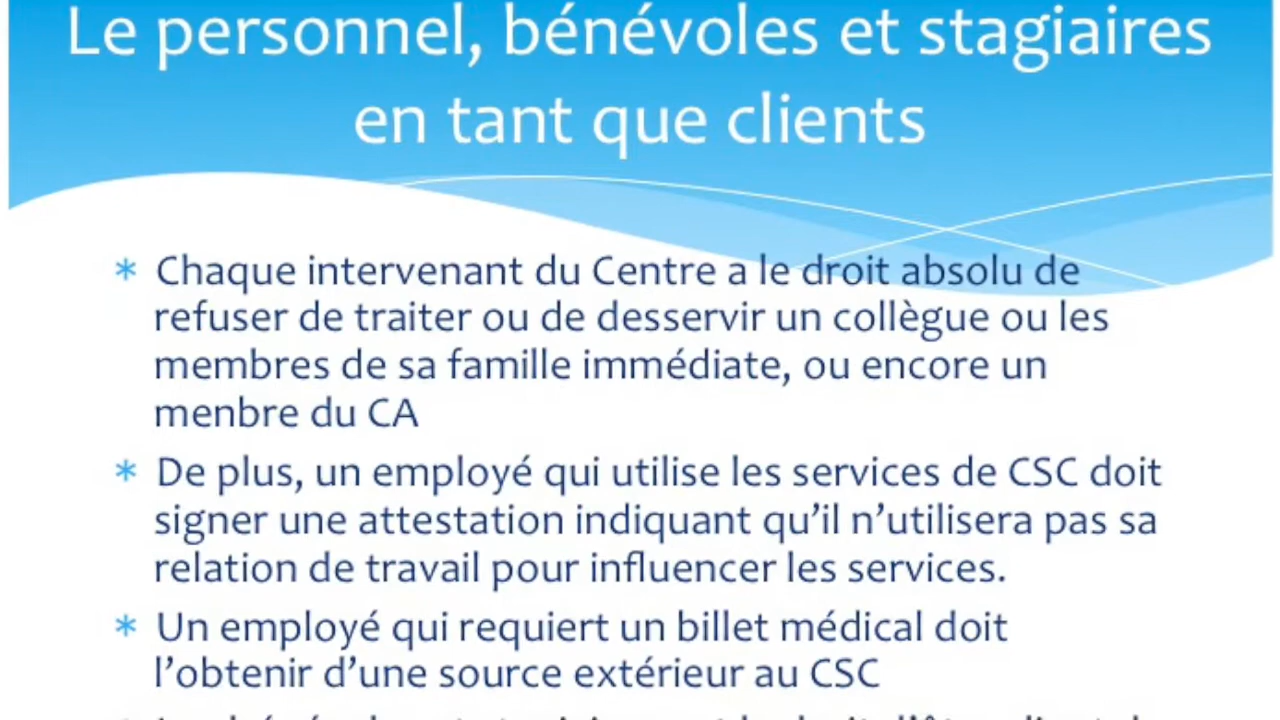 Le personnel, bénévoles et stagiaires
en tant que clients
* Chaque intervenant du Centre a le droit absolu de
refuser de traiter ou de desservir un collègue ou les
membres de sa famille immédiate, ou encore un
menbre du CA
* De plus, un employé qui utilise les services de CSC doit
signer une attestation indiquant qu'il n'utilisera pas sa
relation de travail pour influencer les services.
* Un employé qui requiert un billet médical doit
l'obtenir d'une source extérieur au CSC